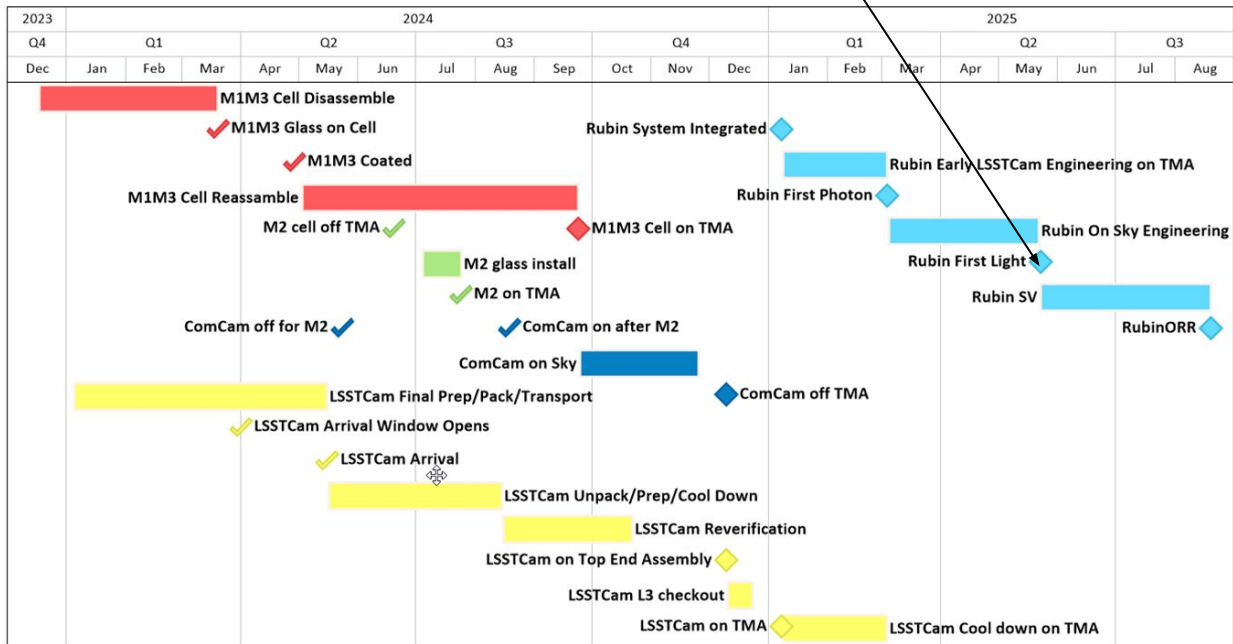 2023 2024 2025
Q4 Q1 Q2 Q3 Q4 Q1 Q2 Q3
Dec Jan Feb Mar Apr May Jun Jul Aug Sep Oct Nov Dec Jan Feb Mar Apr May Jun Jul Aug
M1M3 Cell Disassemble
M1M3 Glass on Cell Rubin System Integrated
M1M3 Coated Rubin Early LSSTCam Engineering on TMA
M1M3 Cell Reassamble Rubin First Photon
M2 cell off TMA M1M3 Cell on TMA Rubin On Sky Engineering
M2 glass install Rubin First Light
M2 on TMA Rubin SV
ComCam off for M2 ComCam on after M2 RubinORR
ComCam on Sky
LSSTCam Final Prep/Pack/Transport ComCam off TMA
LSSTCam Arrival Window Opens
LSSTCam Arrival
LSSTCam Unpack/Prep/Cool Down
LSSTCam Reverification
LSSTCam on Top End Assembly
LSSTCam L3 checkout
LSSTCam on TMA LSSTCam Cool down on TMA